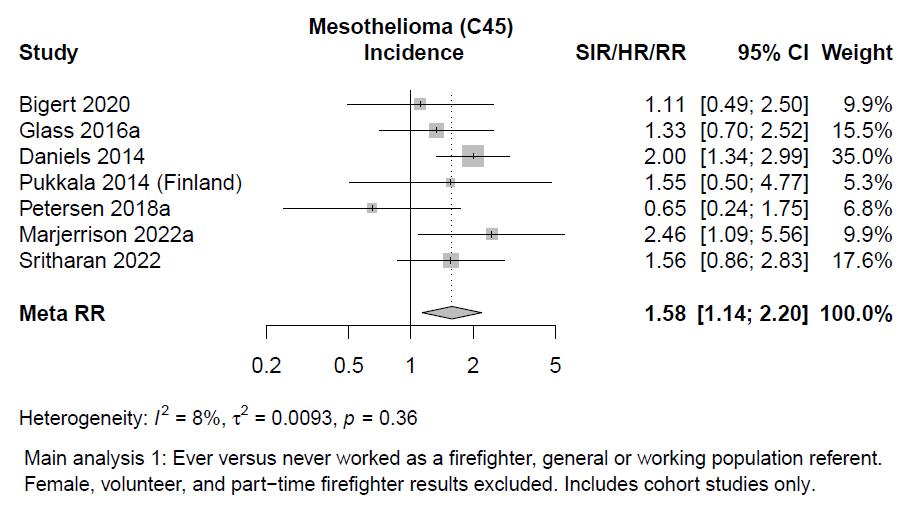 Mesothelioma (C45)
Study Incidence SIR/HR/RR 95% CI Weight
Bigert 2020 1.11 [0.49; 2.50] 9.9%
Glass 2016a 1.33 [0.70; 2.52] 15.5%
Daniels 2014 2.00 [1.34; 2.99] 35.0%
Pukkala 2014 (Finland) 1.55 [0.50; 4.77] 5.3%
Petersen 2018a 0.65 [0.24; 1.75] 6.8%
Marjerrison 2022a 2.46 [1.09; 5.56] 9.9%
Sritharan 2022 1.56 [0.86; 2.83] 17.6%
Meta RR 1.58 [1.14; 2.20] 100.0%
0.2 0.5 1 2 5
Heterogeneity: I² = 8%, τ² = 0.0093, p = 0.36
Main analysis 1: Ever versus never worked as a firefighter, general or working population referent.
Female, volunteer, and part−time firefighter results excluded. Includes cohort studies only.